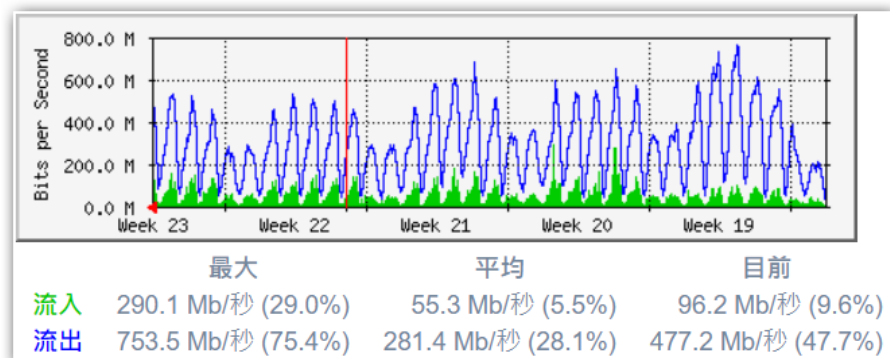 800.0 M
600.0 M
400.0 M
200.0 M
0.0 M
Bits per Second
Week 23 Week 22 Week 21 Week 20 Week 19
最大 平均 目前
流入 290.1 Mb/秒 (29.0%) 55.3 Mb/秒 (5.5%) 96.2 Mb/秒 (9.6%)
流出 753.5 Mb/秒 (75.4%) 281.4 Mb/秒 (28.1%) 477.2 Mb/秒 (47.7%)